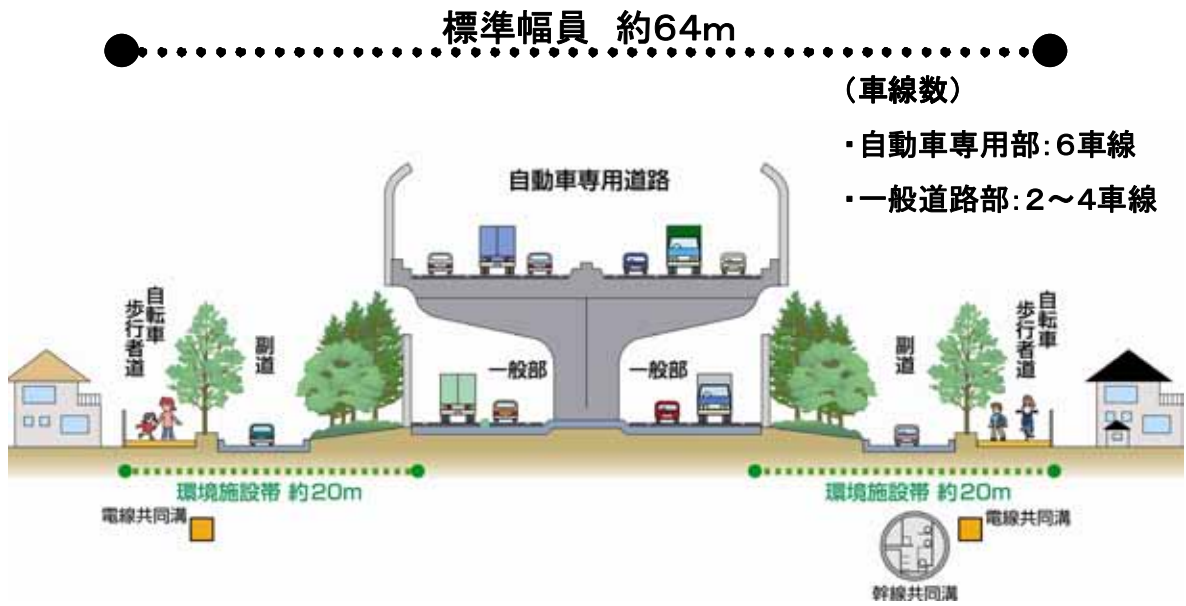 標準幅員 約64m
(車線数)
・自動車専用部:6車線
・一般道路部:2~4車線
自動車専用道路
自転車
歩行者道
副道
一般部
一般部
副道
自転車
歩行者道
環境施設帯 約20m
環境施設帯 約20m
電線共同溝
電線共同溝
幹線共同溝